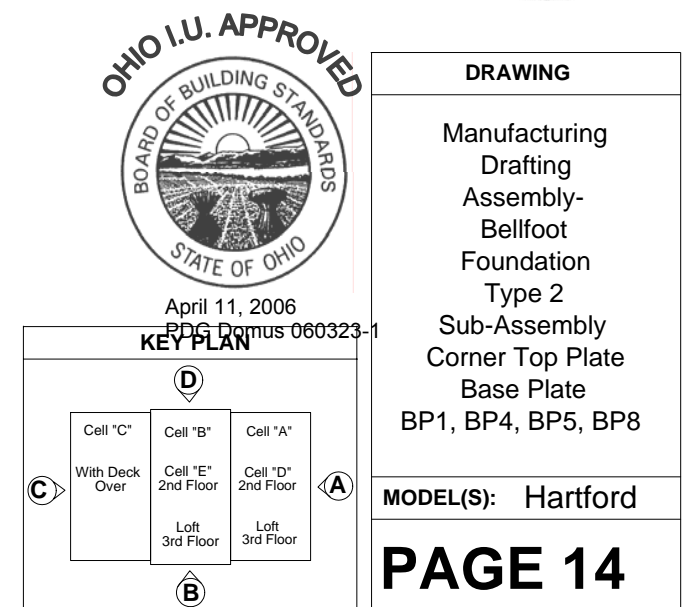 OHIO I.U. APPROVED
BOARD OF BUILDING STANDARDS
STATE OF OHIO
April 11, 2006
PDG Domus 060323-1
KEY PLAN
D
Cell "C"
Cell "B"
Cell "A"
With Deck
Over
Cell "E"
2nd Floor
Cell "D"
2nd Floor
C
A
Loft
3rd Floor
Loft
3rd Floor
B
DRAWING
Manufacturing
Drafting
Assembly-
Bellfoot
Foundation
Type 2
Sub-Assembly
Corner Top Plate
Base Plate
BP1, BP4, BP5, BP8
MODEL(S): Hartford
PAGE 14